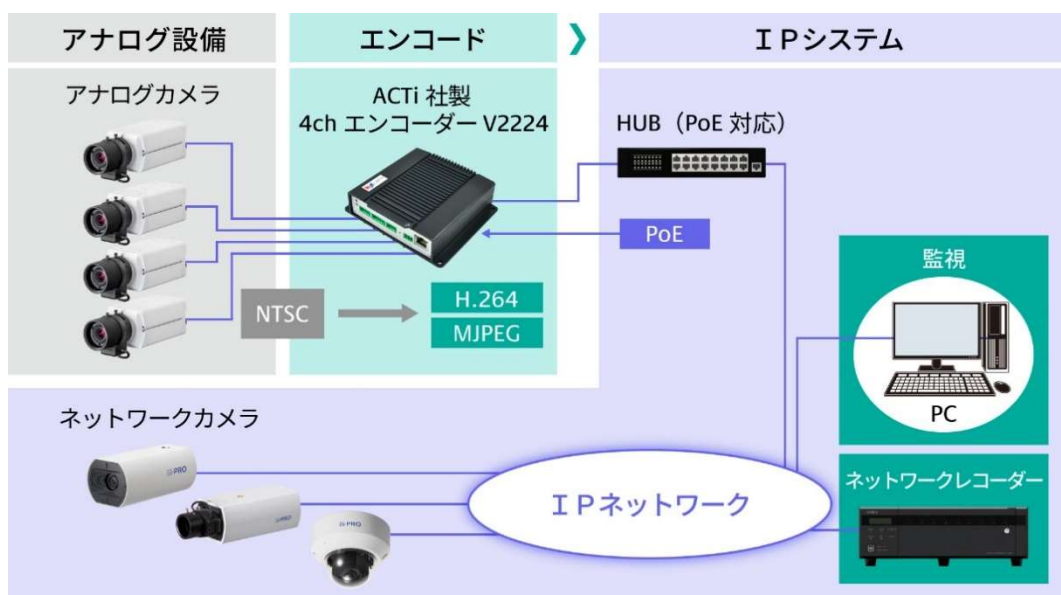 アナログ設備
エンコード
ＩＰシステム
アナログカメラ
ACTi 社製
4ch エンコーダー V2224
HUB（PoE 対応）
PoE
NTSC
H.264
MJPEG
監視
PC
ネットワークカメラ
i-PRO
i-PRO
i-PRO
ＩＰネットワーク
ネットワークレコーダー